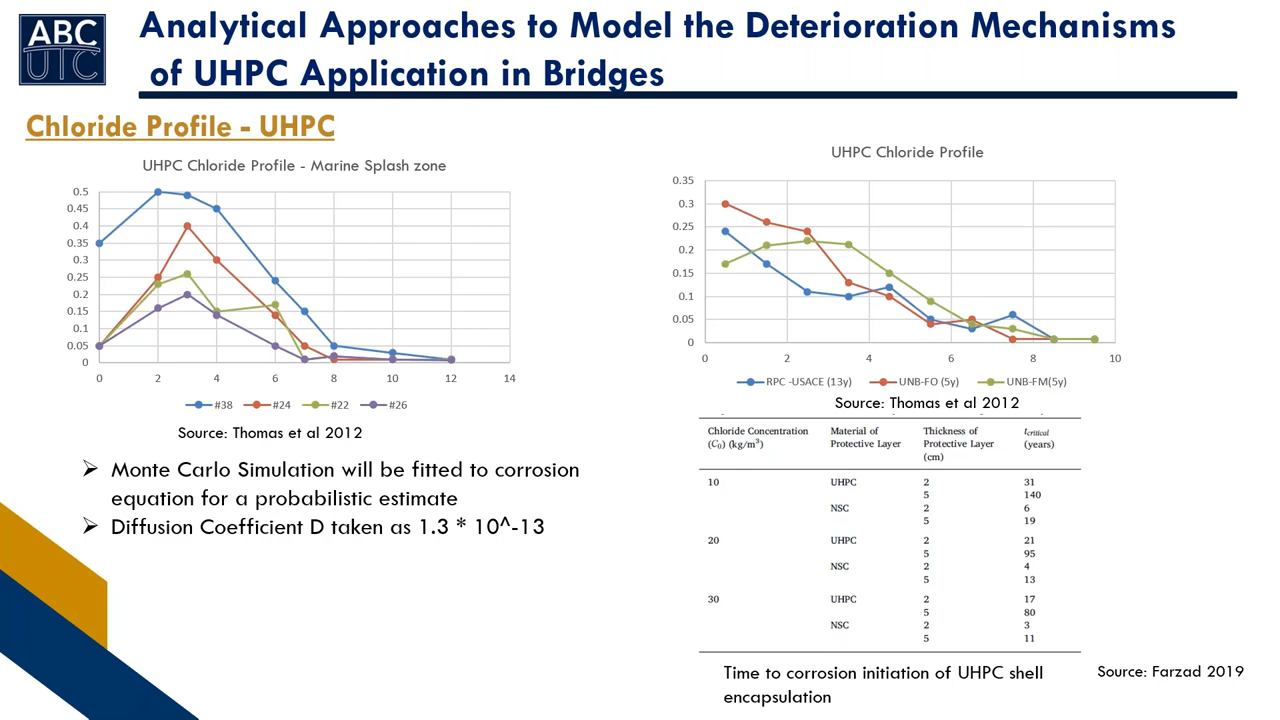 ABC
UTC
Analytical Approaches to Model the Deterioration Mechanisms
of UHPC Application in Bridges
Chloride Profile - UHPC
UHPC Chloride Profile - Marine Splash zone
0.5
0.45
0.4
0.35
0.3
0.25
0.2
0.15
0.1
0.05
0
0 2 4 6 8 10 12 14
#38 #24 #22 #26
Source: Thomas et al 2012
➢ Monte Carlo Simulation will be fitted to corrosion
equation for a probabilistic estimate
➢ Diffusion Coefficient D taken as 1.3 * 10^-13
UHPC Chloride Profile
0.35
0.3
0.25
0.2
0.15
0.1
0.05
0
0 2 4 6 8 10
RPC -USACE (13y) UNB-FO (5y) UNB-FM(5y)
Source: Thomas et al 2012
Chloride Concentration Material of Thickness of tcritical
(C0) (kg/m³) Protective Layer Protective Layer (years)
(cm)
10 UHPC 2 31
5 140
NSC 2 6
5 19
20 UHPC 2 21
5 95
NSC 2 4
5 13
30 UHPC 2 17
5 80
NSC 2 3
5 11
Time to corrosion initiation of UHPC shell
encapsulation
Source: Farzad 2019